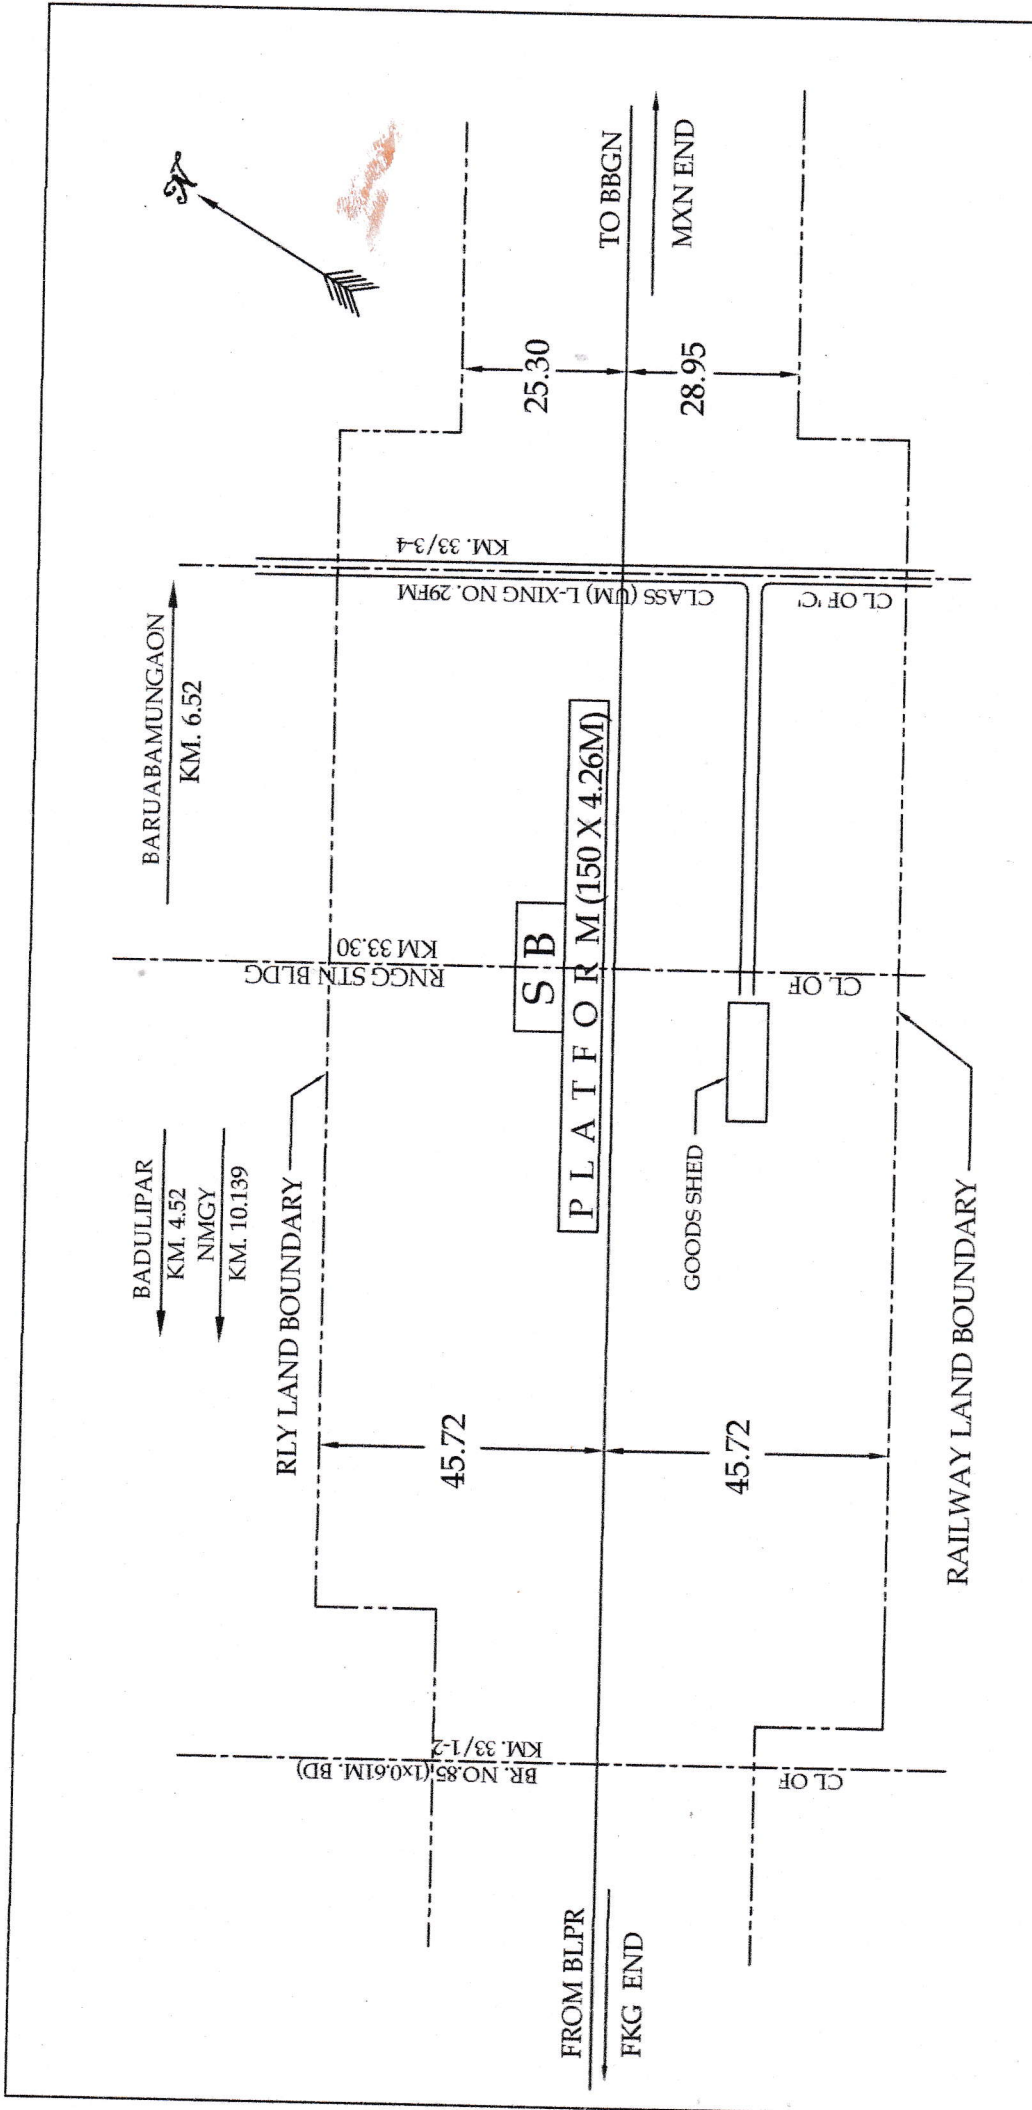 BARUABAMUNGAON
KM. 6.52
BADULIPAR
KM. 4.52
NMGY
KM. 10.139
RLY LAND BOUNDARY
TO BBGN
MXN END
25.30
28.95
KM. 33/3-4
CLASS (UM) L-XING NO. 29FM
CL OF 'C'
KM 33.30
RNGG STN BLDG
CL OF
S B
PLATFORM (150 X 4.26M)
GOODS SHED
45.72
45.72
RAILWAY LAND BOUNDARY
KM. 33/1-2
BR. NO.85,(1x0.61M. BD)
CL OF
FROM BLPR
FKG END